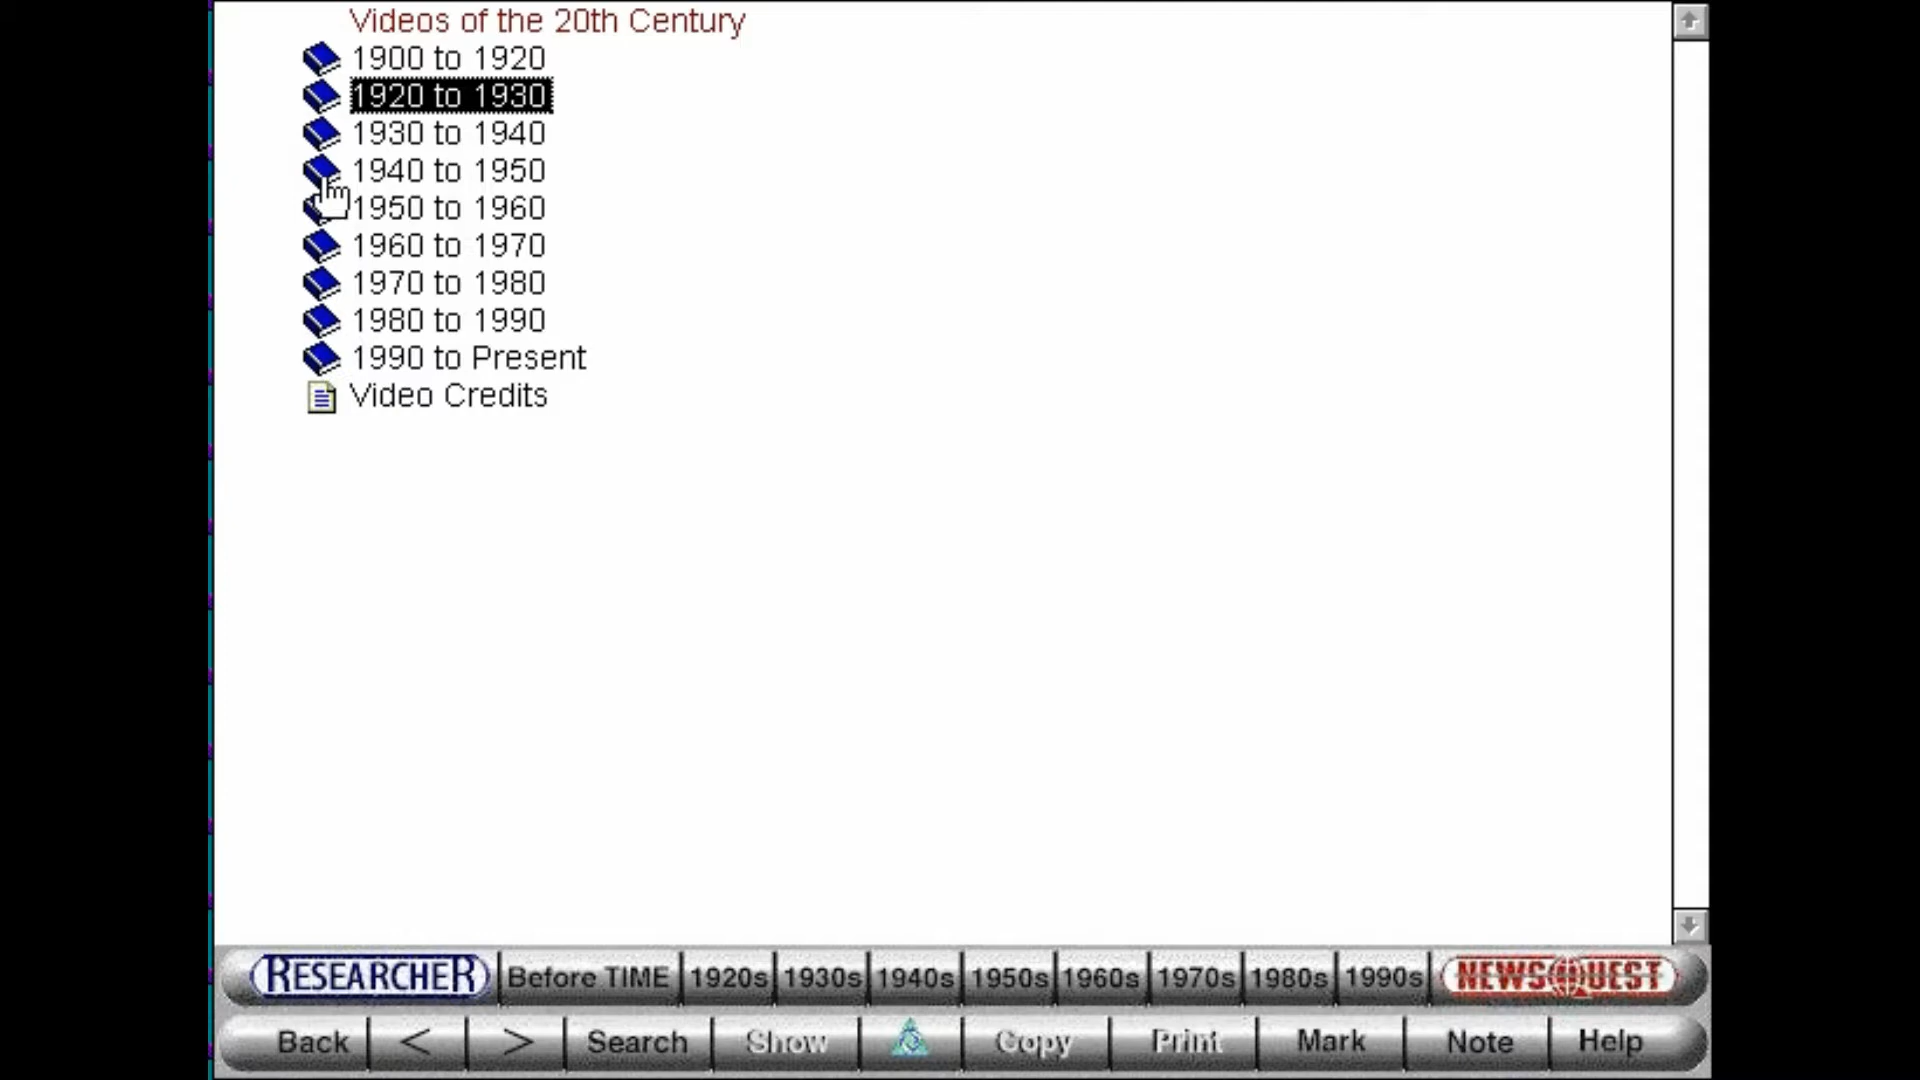 Videos of the 20th Century
1900 to 1920
1920 to 1930
1930 to 1940
1940 to 1950
1950 to 1960
1960 to 1970
1970 to 1980
1980 to 1990
1990 to Present
Video Credits
RESEARCHER Before TIME 1920s 1930s 1940s 1950s 1960s 1970s 1980s 1990s NEWSQUEST
Back < > Search Show Copy Print Mark Note Help